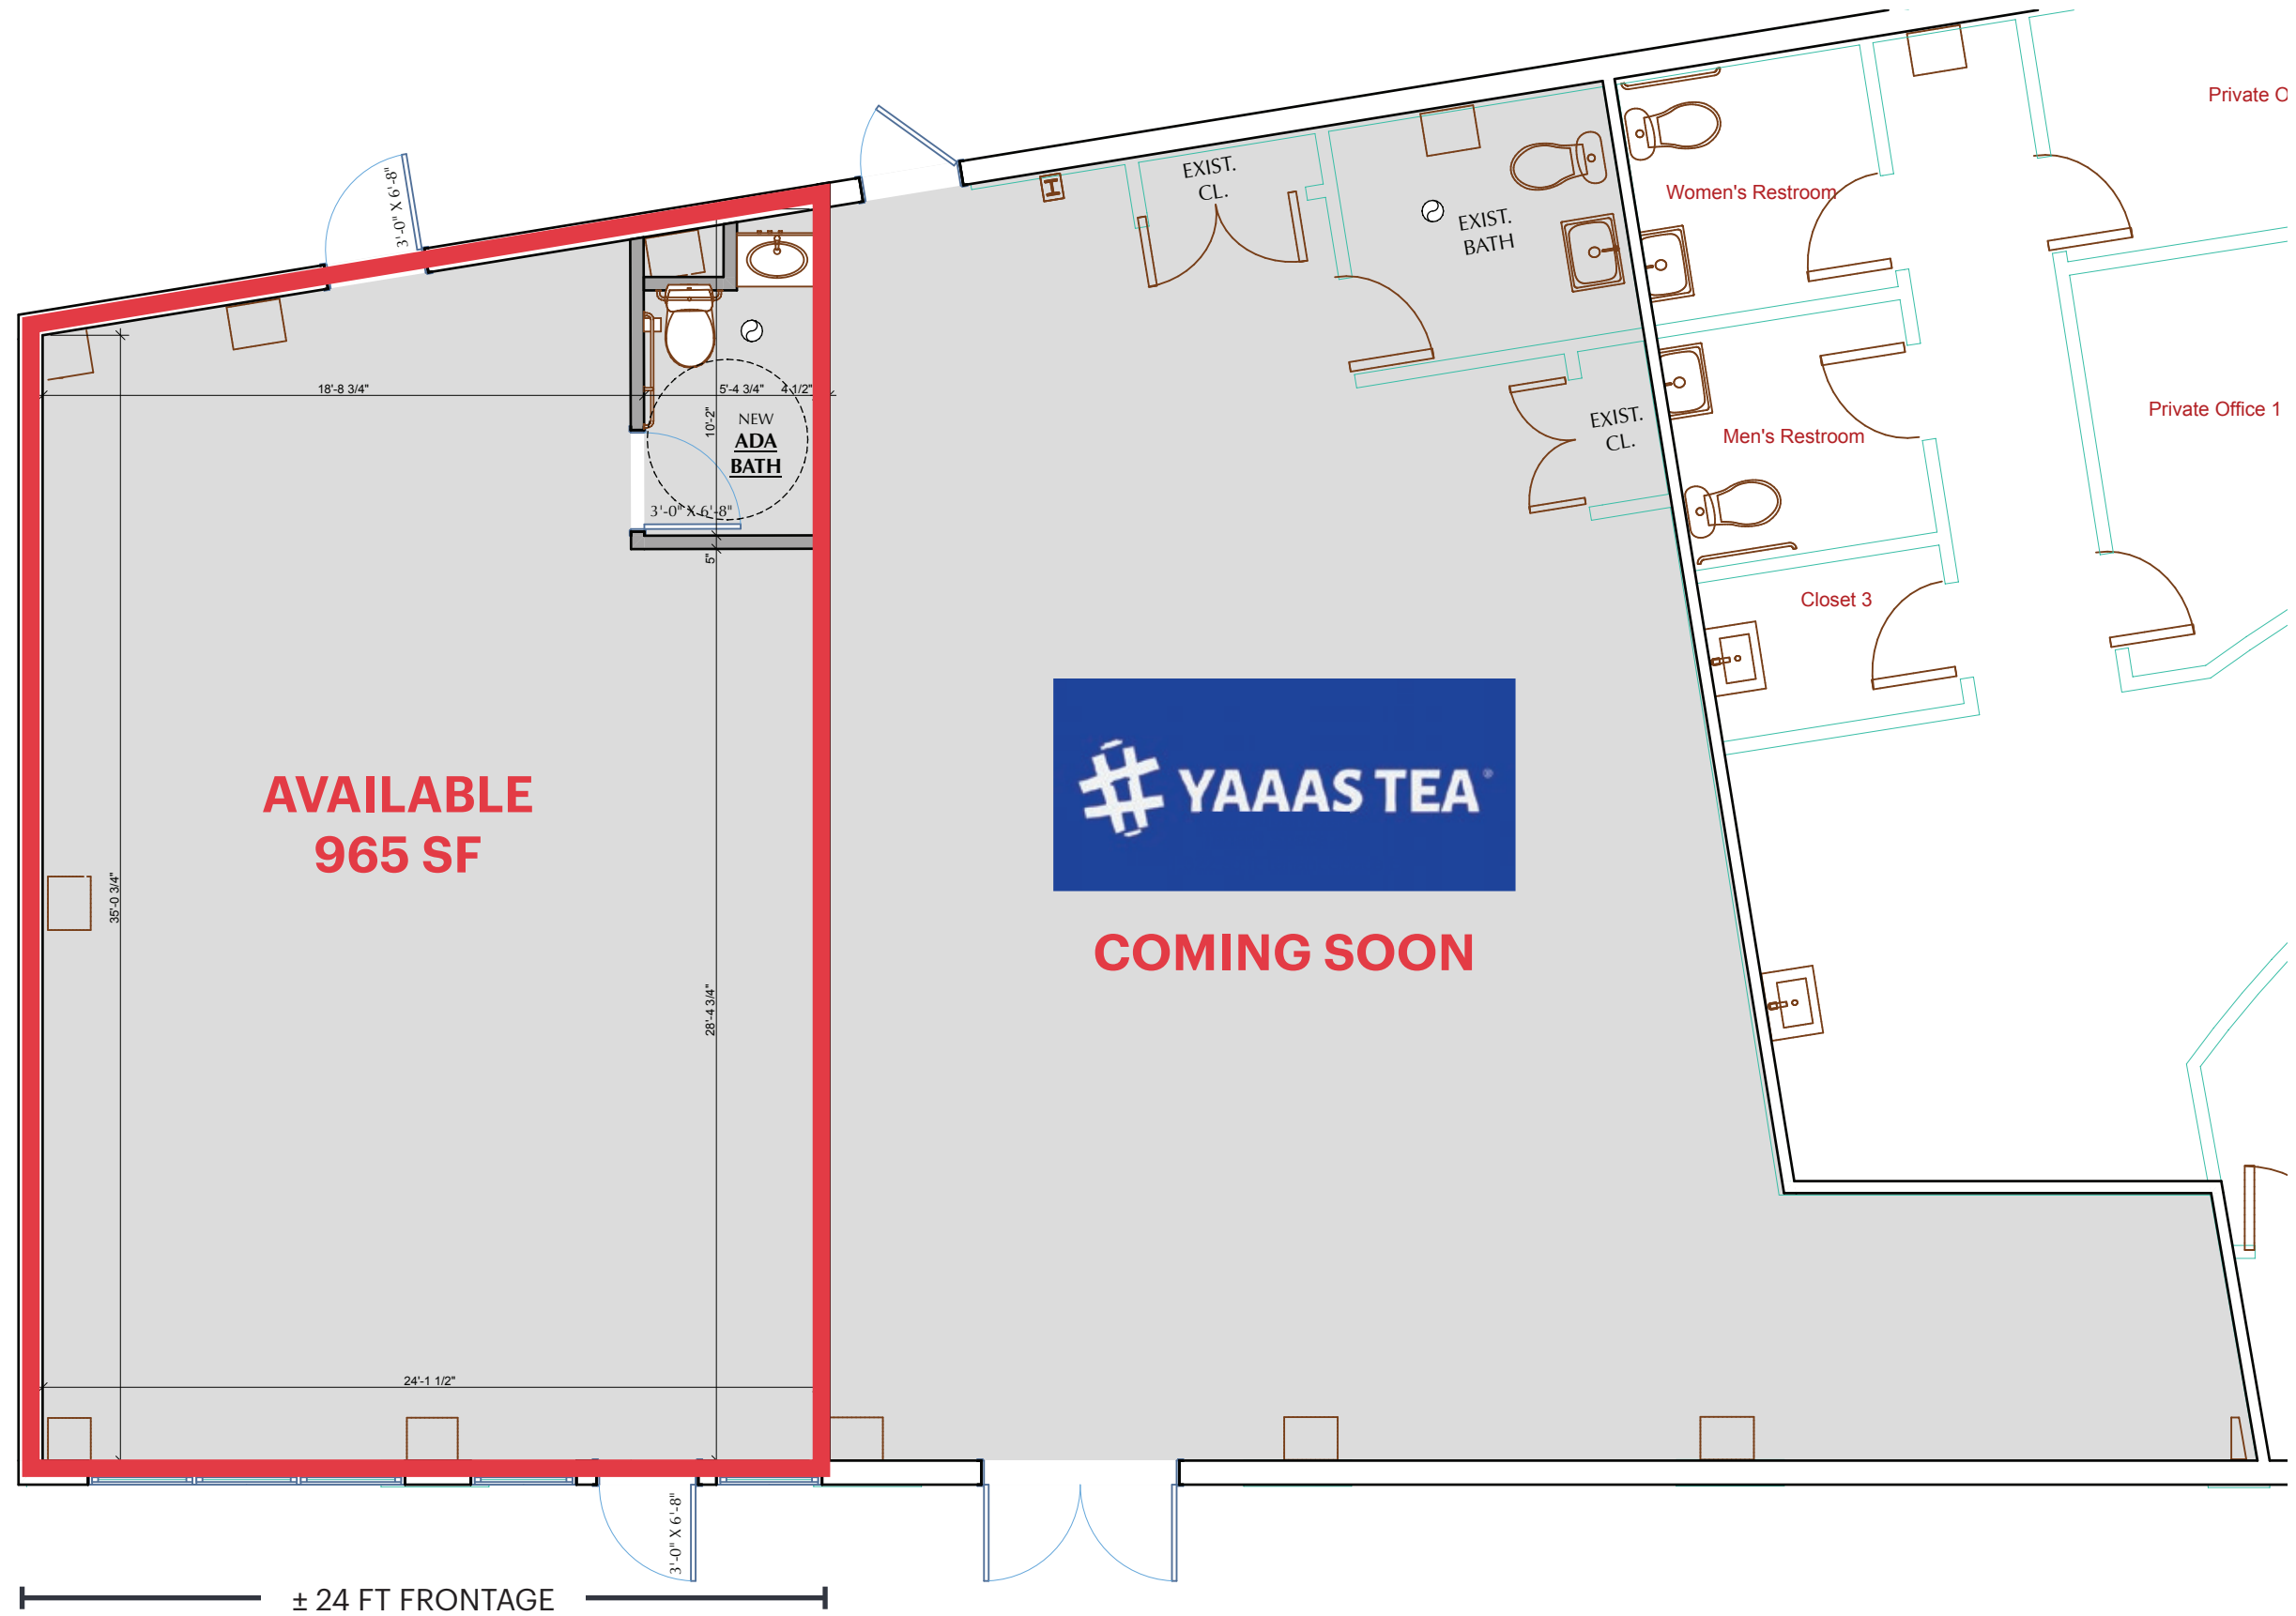 Private O
3'-0" X 6'-8"
EXIST.
CL.
Women's Restroom
EXIST.
BATH
18'-8 3/4"
5'-4 3/4"
4 1/2"
10'-2"
NEW
ADA
BATH
EXIST.
CL.
Private Office 1
Men's Restroom
3'-0" X 6'-8"
5"
Closet 3
AVAILABLE
965 SF
YAAAS TEA®
35'-0 3/4"
COMING SOON
28'-4 3/4"
24'-1 1/2"
3'-0" X 6'-8"
± 24 FT FRONTAGE